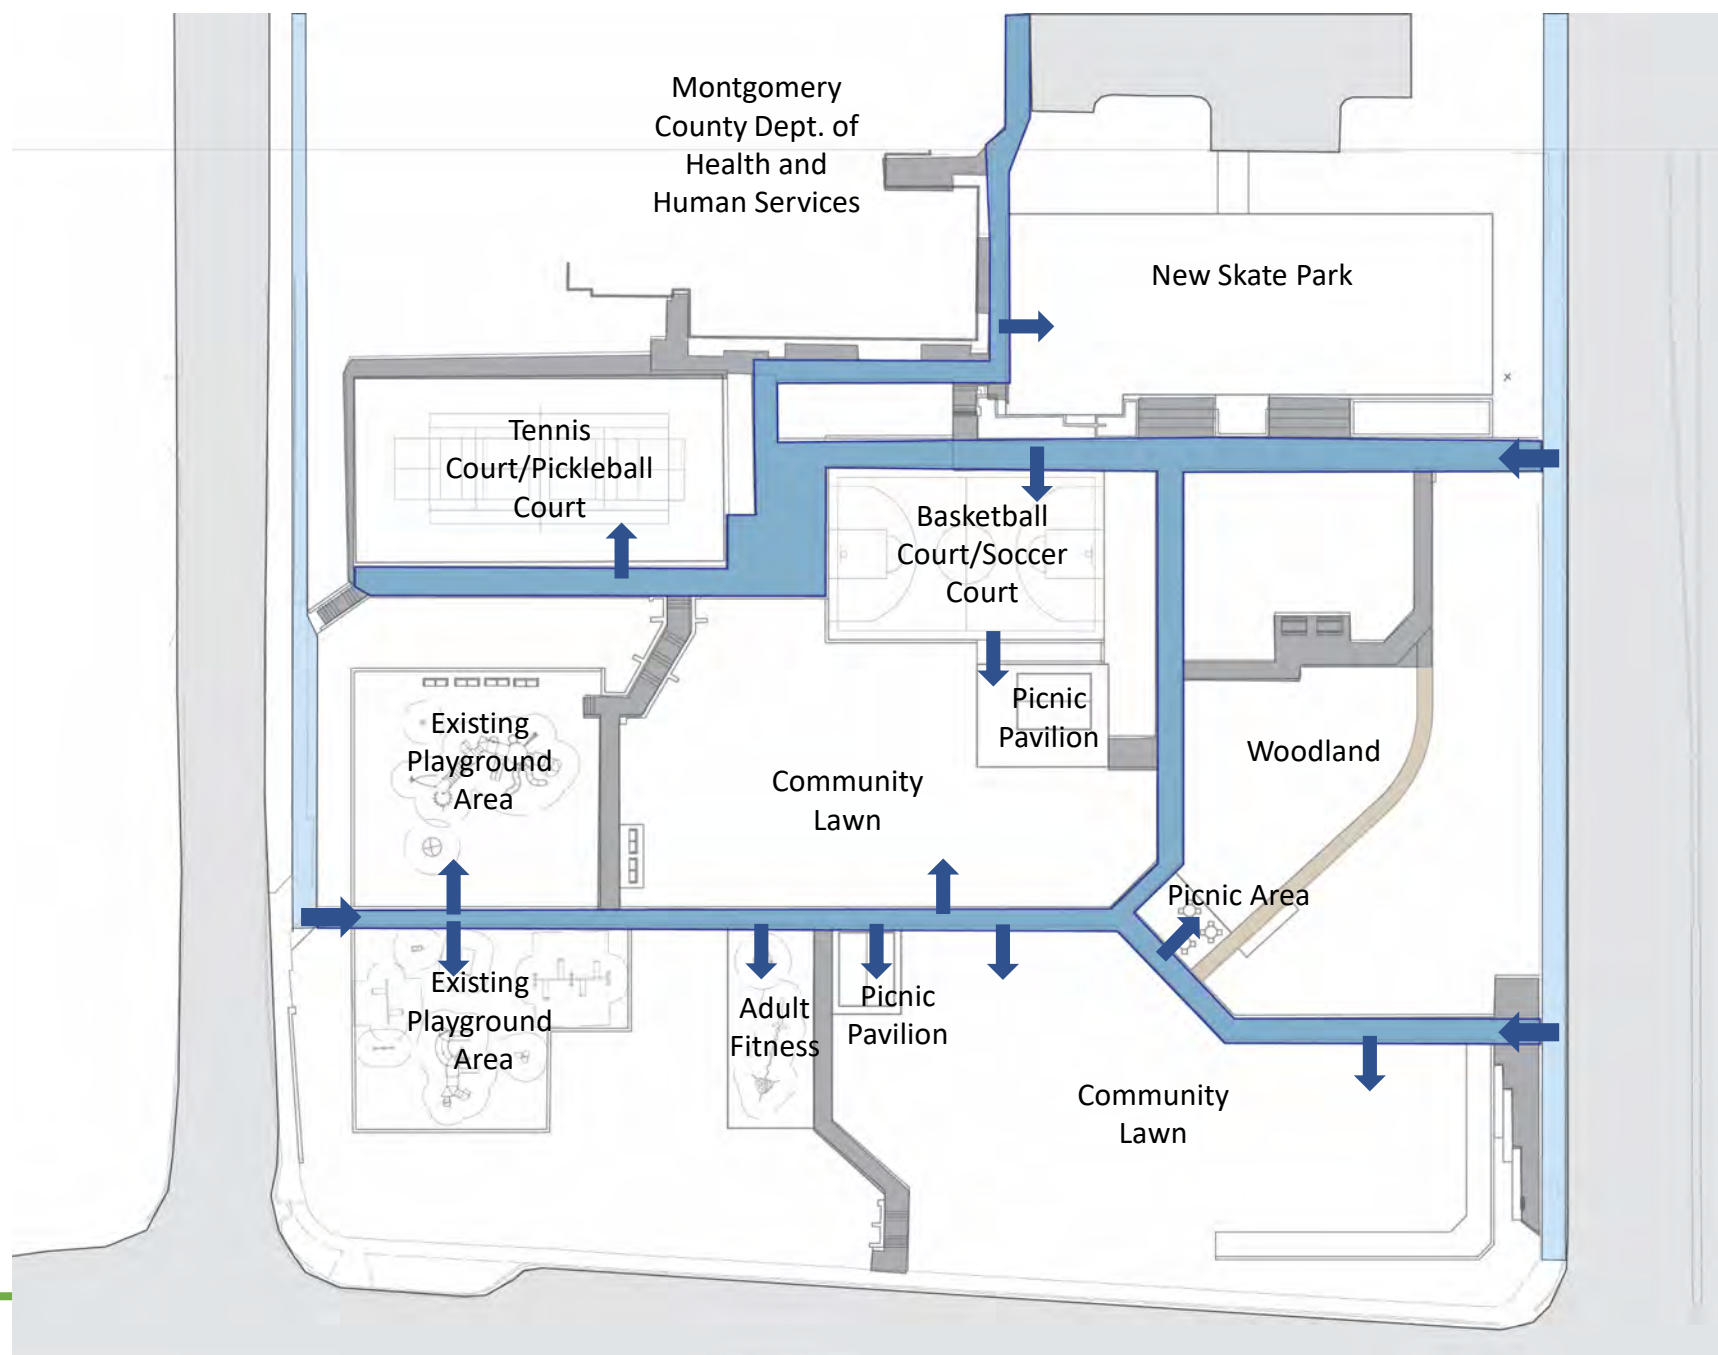 Montgomery
County Dept. of
Health and
Human Services
New Skate Park
Tennis
Court/Pickleball
Court
Basketball
Court/Soccer
Court
Picnic
Pavilion
Existing
Playground
Area
Community
Lawn
Woodland
Picnic Area
Existing
Playground
Area
Adult
Fitness
Picnic
Pavilion
Community
Lawn